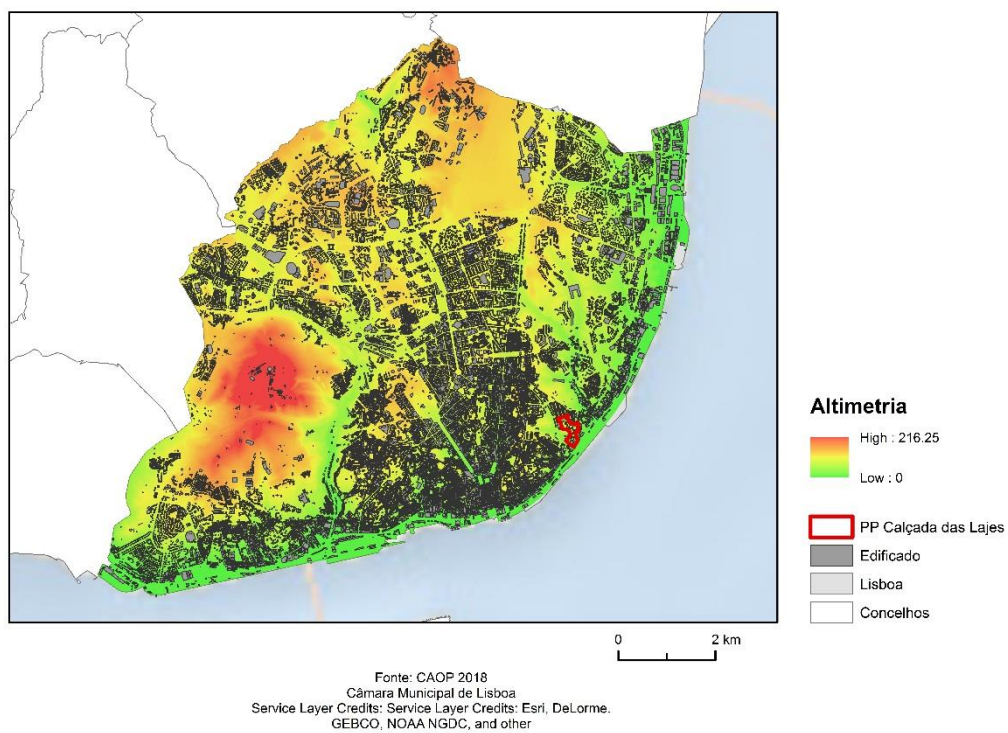 Altimetria
High : 216.25
Low : 0
PP Calçada das Lajes
Edificado
Lisboa
Concelhos
0 2 km
Fonte: CAOP 2018
Câmara Municipal de Lisboa
Service Layer Credits: Service Layer Credits: Esri, DeLorme.
GEBCO, NOAA NGDC, and other